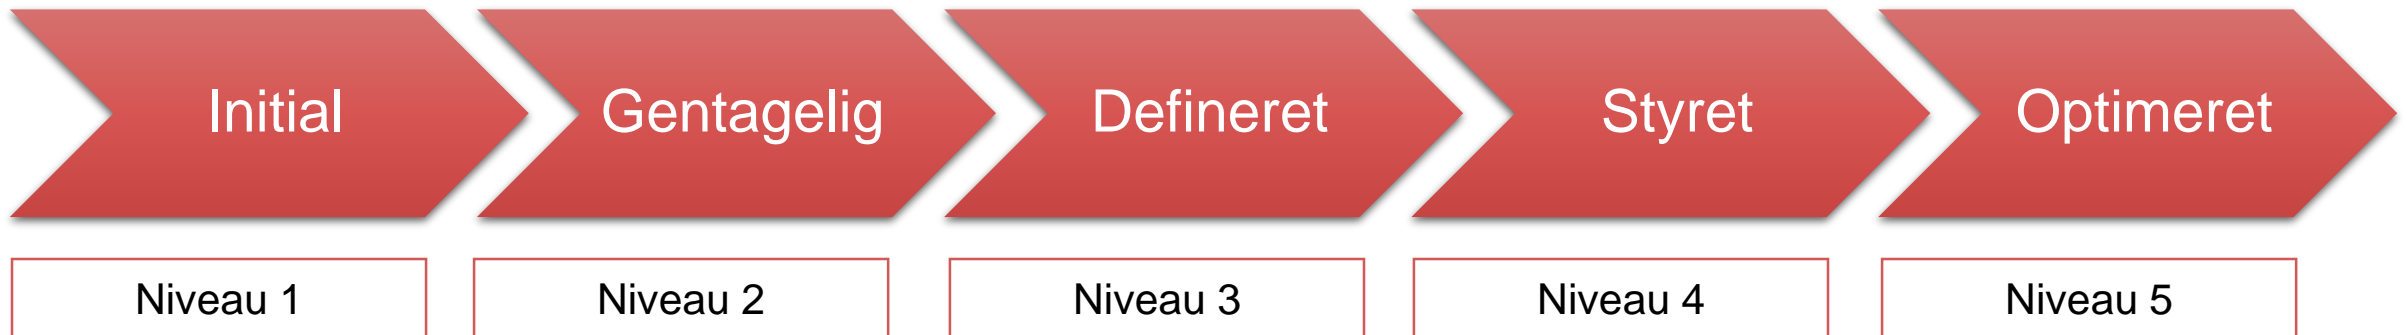 Initial
Gentagelig
Defineret
Styret
Optimeret
Niveau 1
Niveau 2
Niveau 3
Niveau 4
Niveau 5